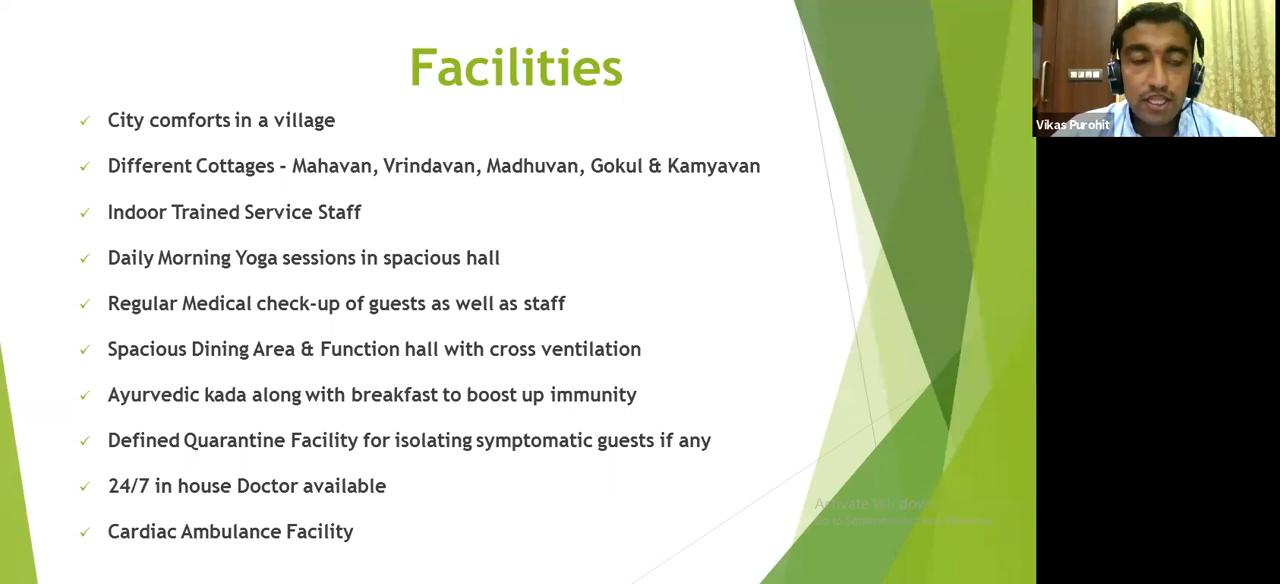 Facilities
City comforts in a village
Different Cottages - Mahavan, Vrindavan, Madhuvan, Gokul & Kamyavan
Indoor Trained Service Staff
Daily Morning Yoga sessions in spacious hall
Regular Medical check-up of guests as well as staff
Spacious Dining Area & Function hall with cross ventilation
Ayurvedic kada along with breakfast to boost up immunity
Defined Quarantine Facility for isolating symptomatic guests if any
24/7 in house Doctor available
Cardiac Ambulance Facility
Vikas Purohit
Activate Windows